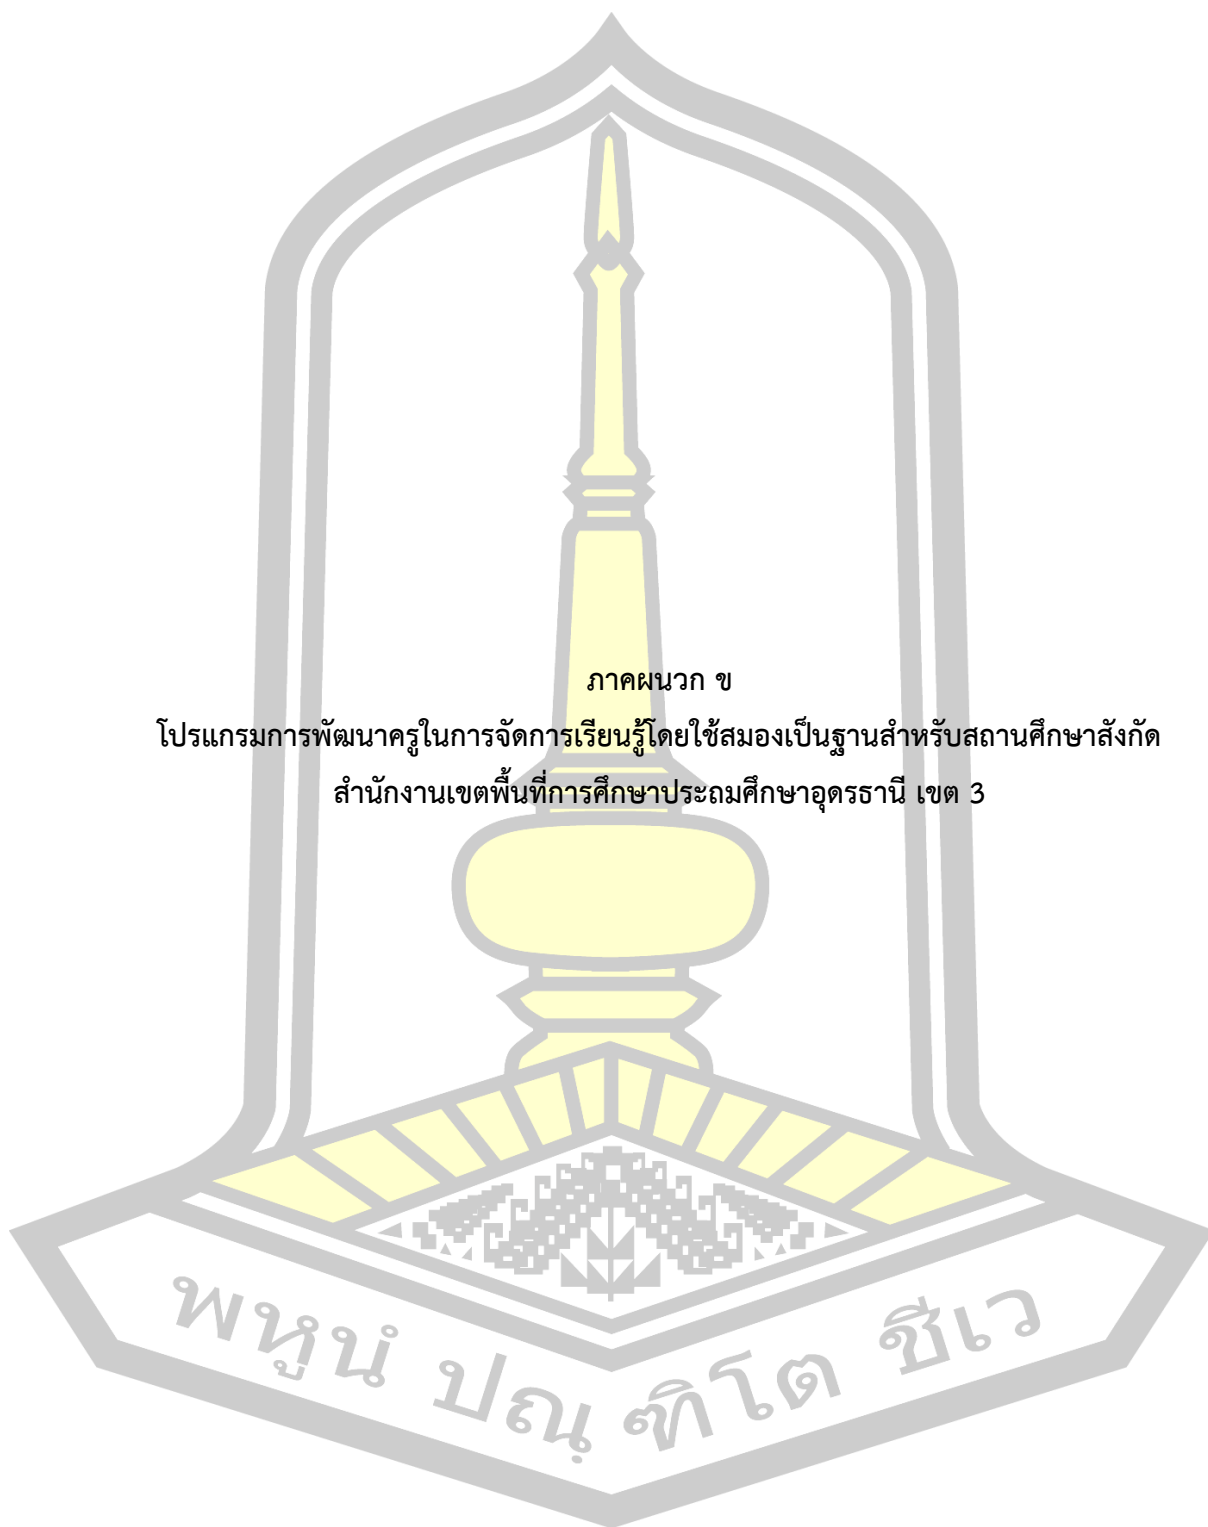 ภาคผนวก ข
โปรแกรมการพัฒนาครูในการจัดการเรียนรู้โดยใช้สมองเป็นฐานสำหรับสถานศึกษาสังกัด
สำนักงานเขตพื้นที่การศึกษาประถมศึกษาอุดรธานี เขต 3
พหูนํ ปณฺฑิโต ชีเว